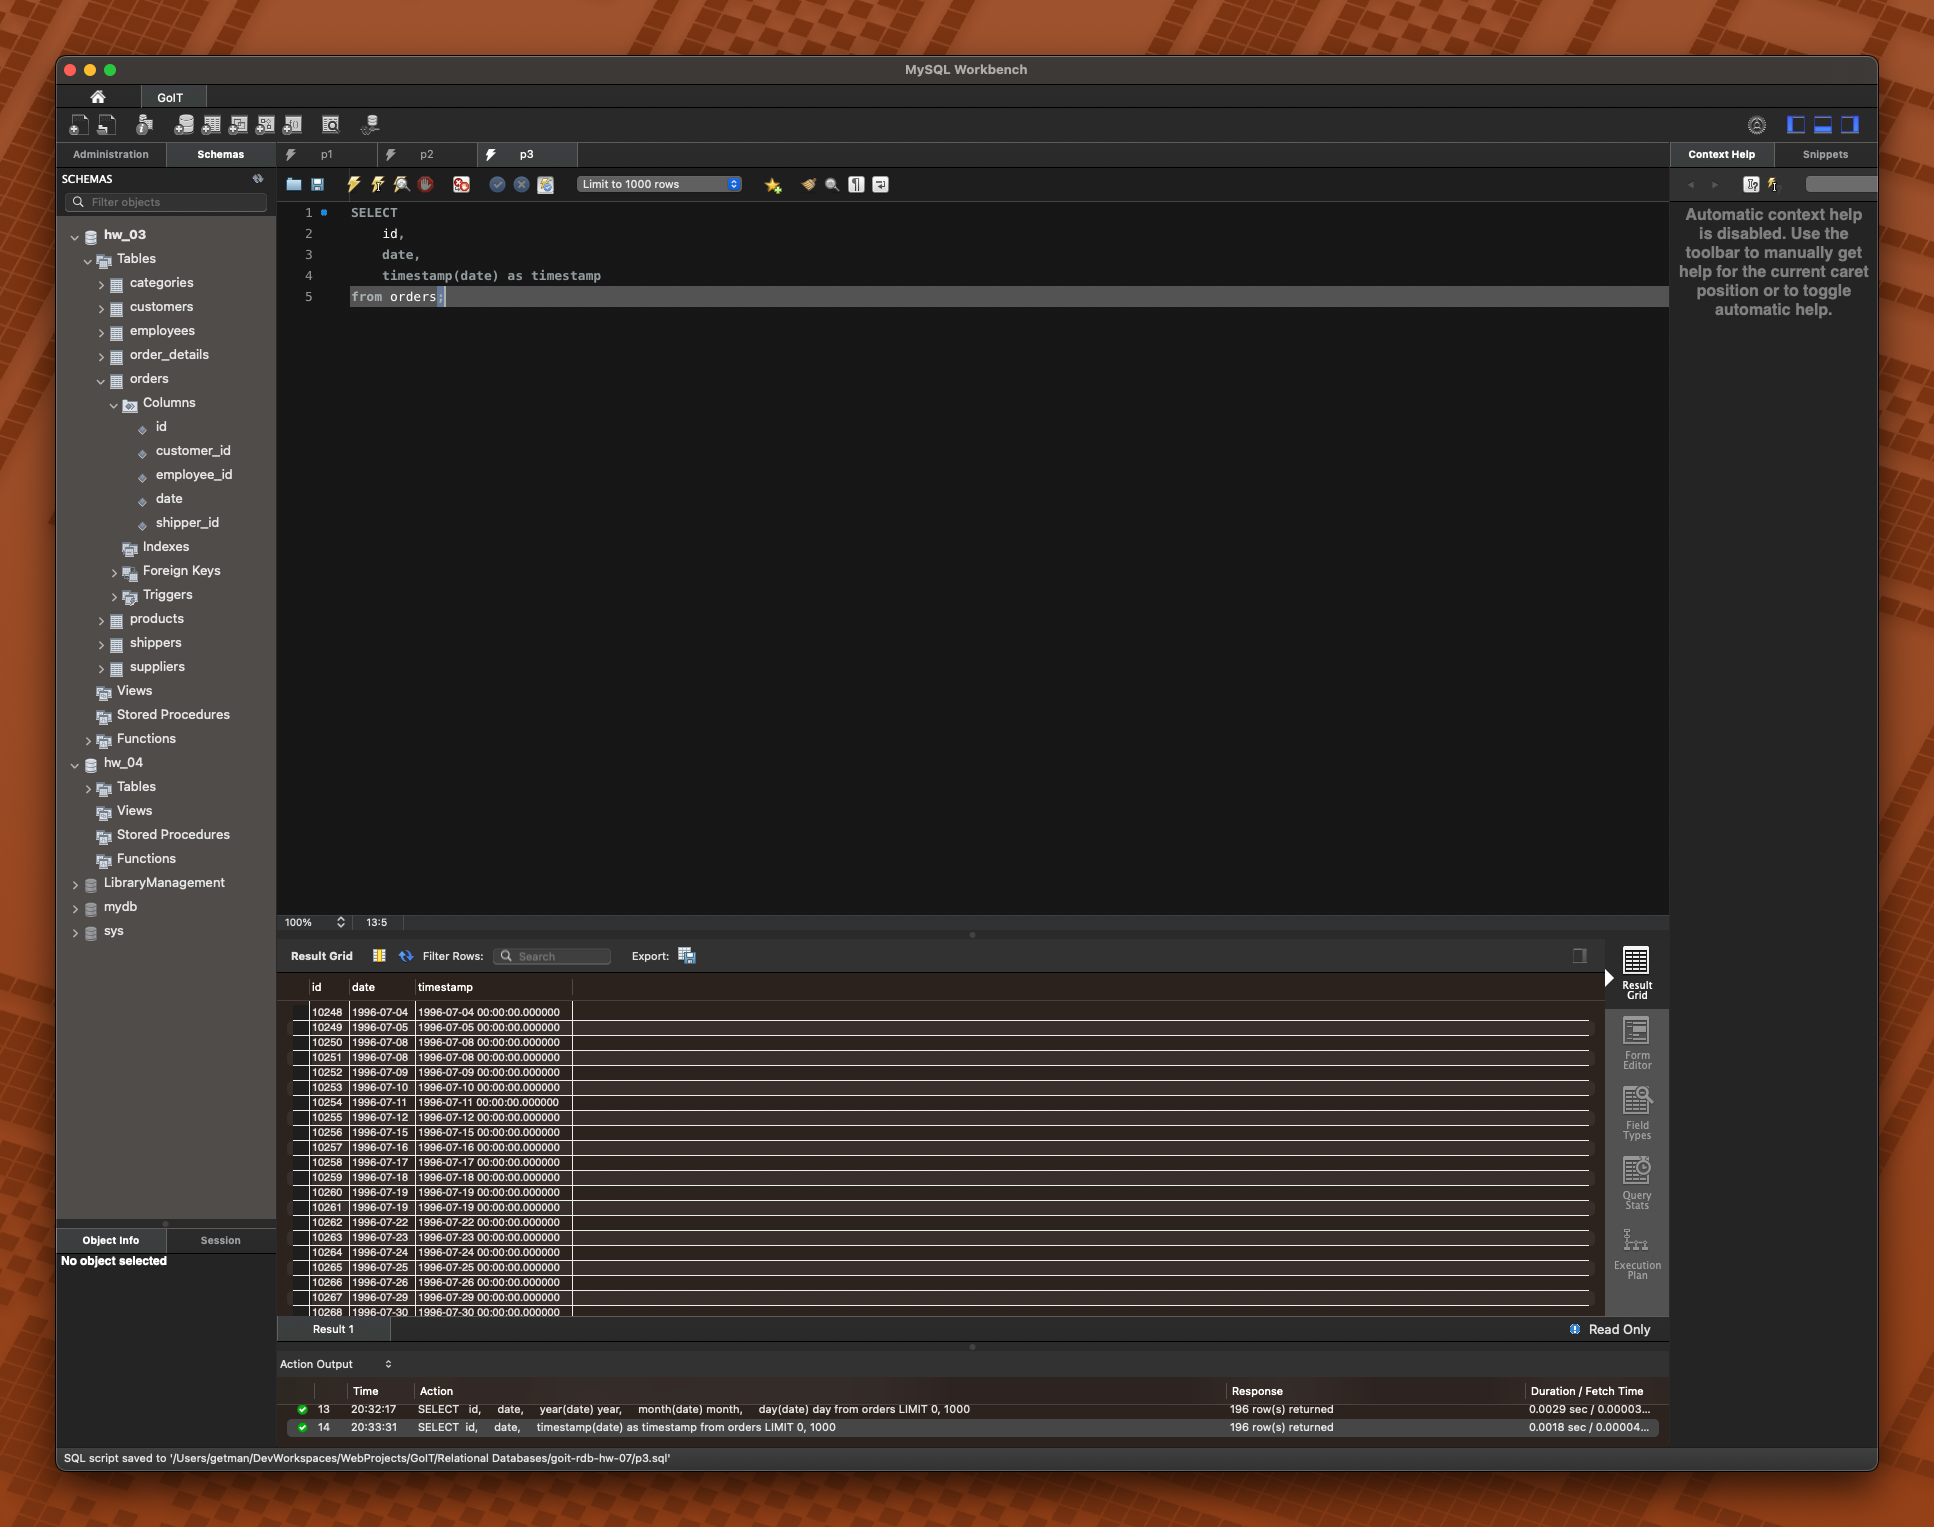 MySQL Workbench
GoIT
Administration
Schemas
p1
p2
p3
Context Help
Snippets
SCHEMAS
Filter objects
Limit to 1000 rows
hw_03
Tables
categories
customers
employees
order_details
orders
Columns
id
customer_id
employee_id
date
shipper_id
Indexes
Foreign Keys
Triggers
products
shippers
suppliers
Views
Stored Procedures
Functions
hw_04
Tables
Views
Stored Procedures
Functions
LibraryManagement
mydb
sys
1 SELECT
2 id,
3 date,
4 timestamp(date) as timestamp
5 from orders;
Automatic context help
is disabled. Use the
toolbar to manually get
help for the current caret
position or to toggle
automatic help.
100%
13:5
Result Grid
Filter Rows:
Search
Export:
id date timestamp
10248 1996-07-04 1996-07-04 00:00:00.000000
10249 1996-07-05 1996-07-05 00:00:00.000000
10250 1996-07-08 1996-07-08 00:00:00.000000
10251 1996-07-08 1996-07-08 00:00:00.000000
10252 1996-07-09 1996-07-09 00:00:00.000000
10253 1996-07-10 1996-07-10 00:00:00.000000
10254 1996-07-11 1996-07-11 00:00:00.000000
10255 1996-07-12 1996-07-12 00:00:00.000000
10256 1996-07-15 1996-07-15 00:00:00.000000
10257 1996-07-16 1996-07-16 00:00:00.000000
10258 1996-07-17 1996-07-17 00:00:00.000000
10259 1996-07-18 1996-07-18 00:00:00.000000
10260 1996-07-19 1996-07-19 00:00:00.000000
10261 1996-07-19 1996-07-19 00:00:00.000000
10262 1996-07-22 1996-07-22 00:00:00.000000
10263 1996-07-23 1996-07-23 00:00:00.000000
10264 1996-07-24 1996-07-24 00:00:00.000000
10265 1996-07-25 1996-07-25 00:00:00.000000
10266 1996-07-26 1996-07-26 00:00:00.000000
10267 1996-07-29 1996-07-29 00:00:00.000000
10268 1996-07-30 1996-07-30 00:00:00.000000
Result
Grid
Form
Editor
Field
Types
Query
Stats
Execution
Plan
Object Info
Session
No object selected
Result 1
Read Only
Action Output
Time Action Response Duration / Fetch Time
13 20:32:17 SELECT id, date, year(date) year, month(date) month, day(date) day from orders LIMIT 0, 1000 196 row(s) returned 0.0029 sec / 0.00003...
14 20:33:31 SELECT id, date, timestamp(date) as timestamp from orders LIMIT 0, 1000 196 row(s) returned 0.0018 sec / 0.00004...
SQL script saved to '/Users/getman/DevWorkspaces/WebProjects/GoIT/Relational Databases/goit-rdb-hw-07/p3.sql'